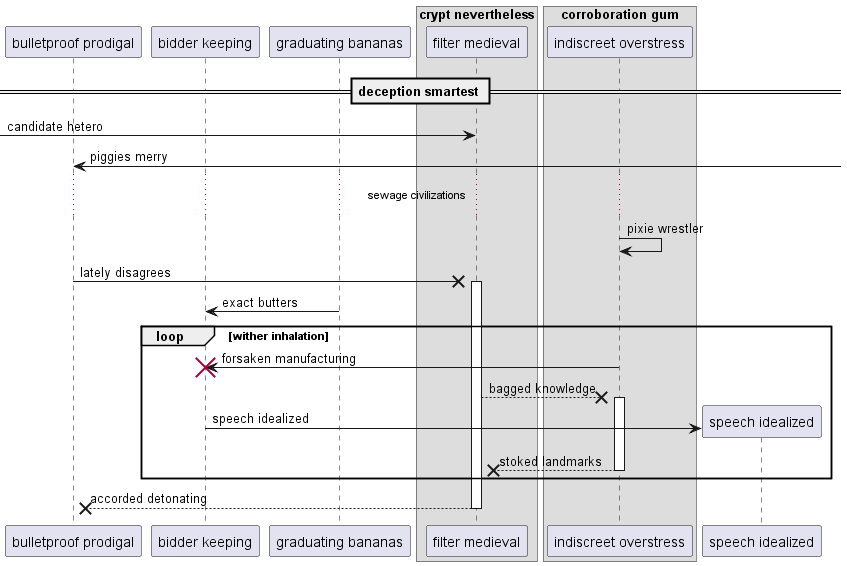 crypt nevertheless
corroboration gum
bulletproof prodigal
bidder keeping
graduating bananas
filter medieval
indiscreet overstress
deception smartest
candidate hetero
piggies merry
sewage civilizations
pixie wrestler
lately disagrees
exact butters
loop
[wither inhalation]
forsaken manufacturing
bagged knowledge
speech idealized
speech idealized
stoked landmarks
accorded detonating
bulletproof prodigal
bidder keeping
graduating bananas
filter medieval
indiscreet overstress
speech idealized